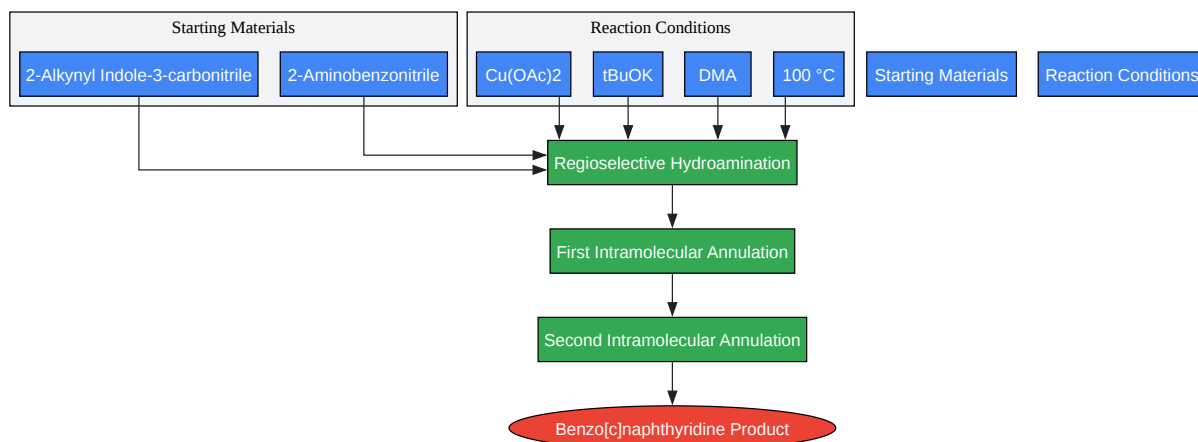 Starting Materials
Reaction Conditions
2-Alkynyl Indole-3-carbonitrile
2-Aminobenzonitrile
Cu(OAc)2
tBuOK
DMA
100 °C
Starting Materials
Reaction Conditions
Regioselective Hydroamination
First Intramolecular Annulation
Second Intramolecular Annulation
Benzo[c]naphthyridine Product